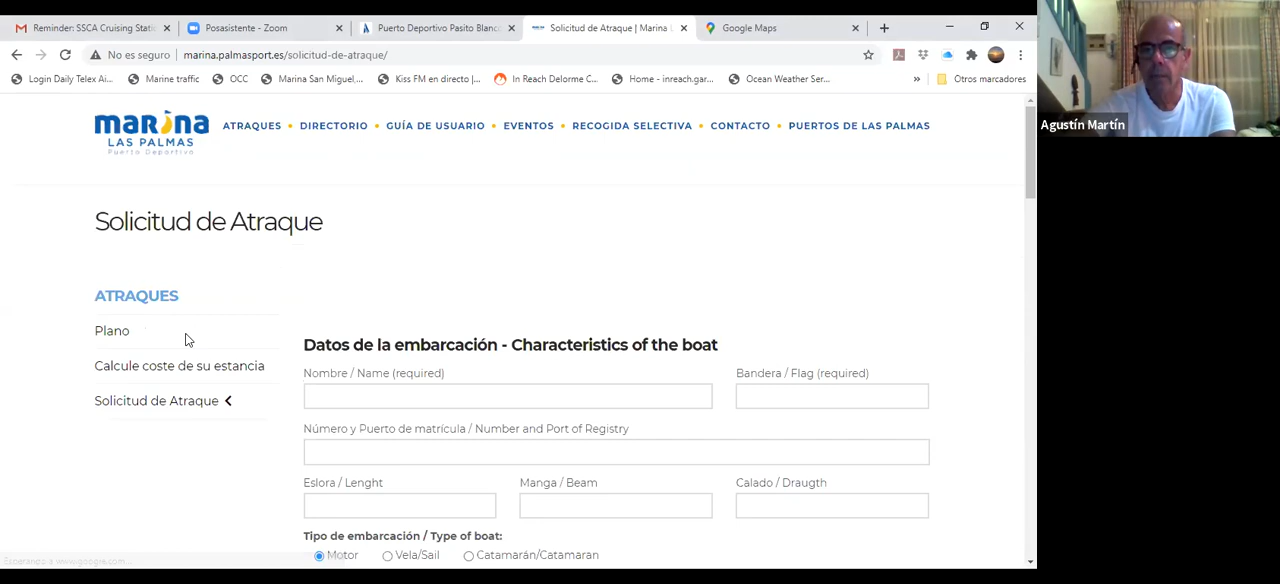 Reminder: SSCA Cruising Stati Posasistente - Zoom Puerto Deportivo Pasito Blanc Solicitud de Atraque | Marina Google Maps
No es seguro marina.palmasport.es/solicitud-de-atraque/
Login Daily Telex Ai... Marine traffic OCC Marina San Miguel,... Kiss FM en directo |... In Reach Delorme C... Home - inreach.gar... Ocean Weather Ser... » Otros marcadores
Agustín Martín
marina
LAS PALMAS
Puerto Deportivo
ATRAQUES • DIRECTORIO • GUÍA DE USUARIO • EVENTOS • RECOGIDA SELECTIVA • CONTACTO • PUERTOS DE LAS PALMAS
Solicitud de Atraque
ATRAQUES
Plano
Calcule coste de su estancia
Solicitud de Atraque
Datos de la embarcación - Characteristics of the boat
Nombre / Name (required) Bandera / Flag (required)
Número y Puerto de matrícula / Number and Port of Registry
Eslora / Lenght Manga / Beam Calado / Draugth
Tipo de embarcación / Type of boat:
Motor Vela/Sail Catamarán/Catamaran
Esperando a www.google.com...